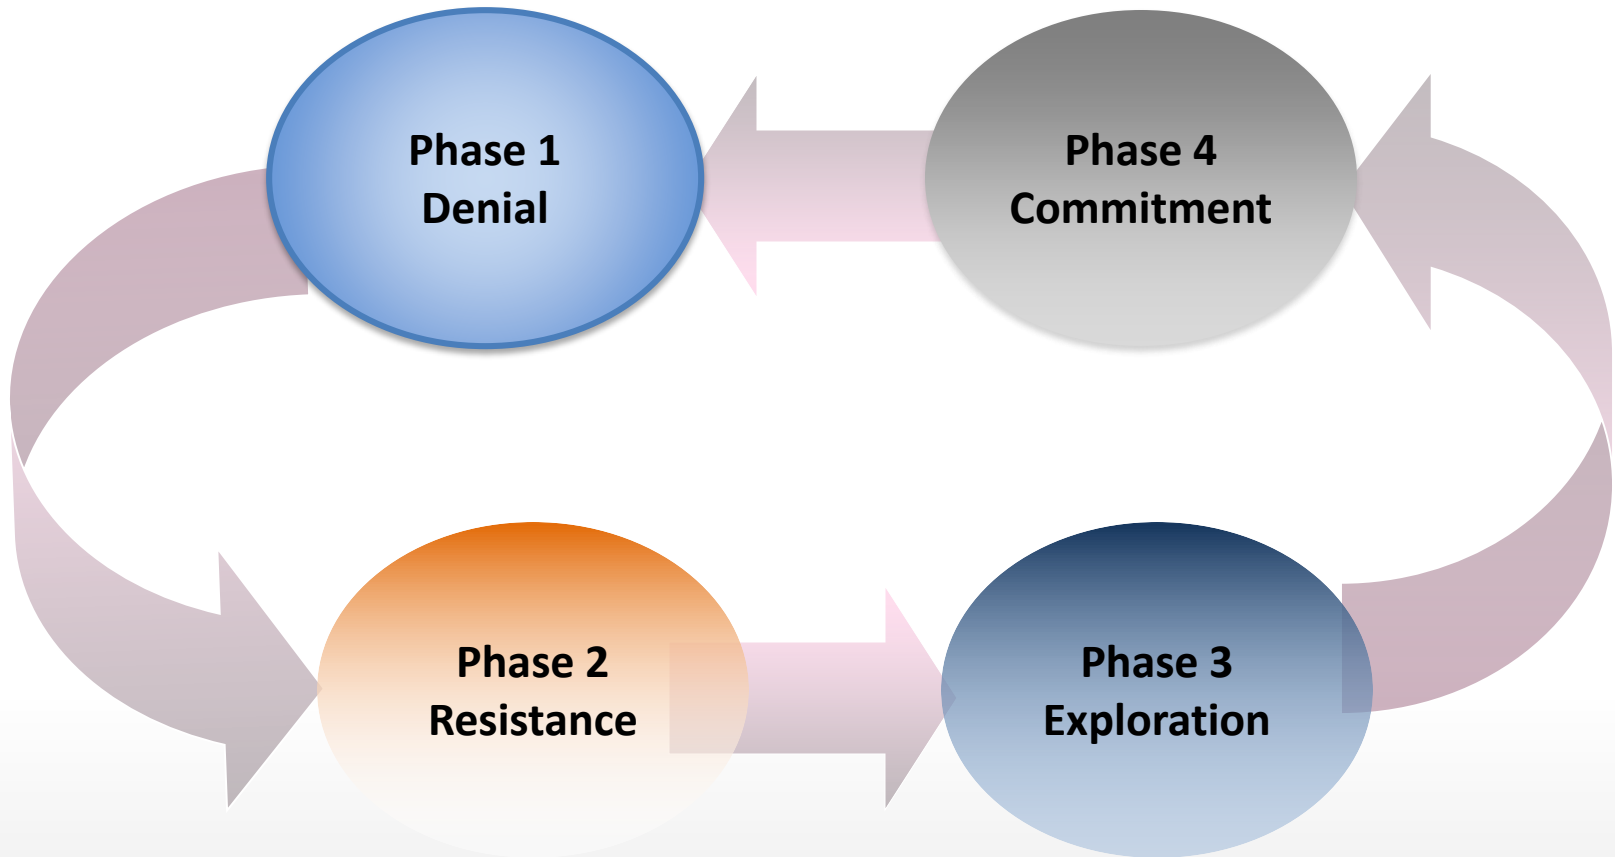 Phase 1
Denial
Phase 4
Commitment
Phase 2
Resistance
Phase 3
Exploration